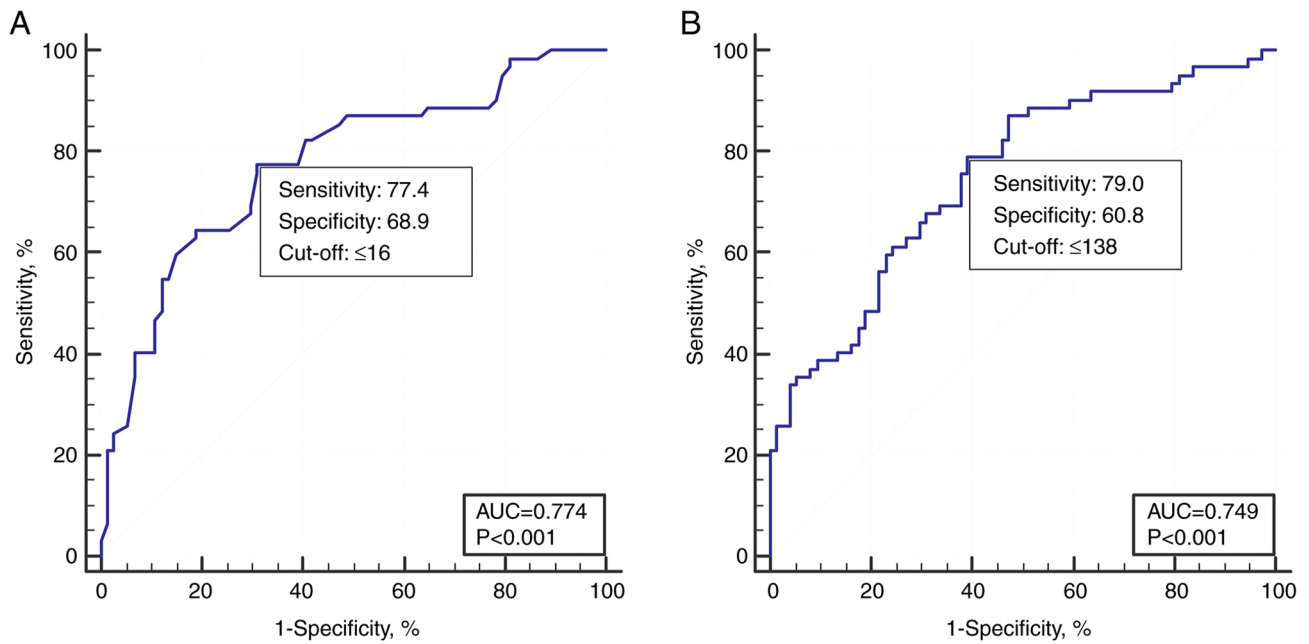 A
100
80
60
40
20
0
Sensitivity, %
Sensitivity: 77.4
Specificity: 68.9
Cut-off: ≤16
AUC=0.774
P<0.001
0 20 40 60 80 100
1-Specificity, %
B
100
80
60
40
20
0
Sensitivity, %
Sensitivity: 79.0
Specificity: 60.8
Cut-off: ≤138
AUC=0.749
P<0.001
0 20 40 60 80 100
1-Specificity, %